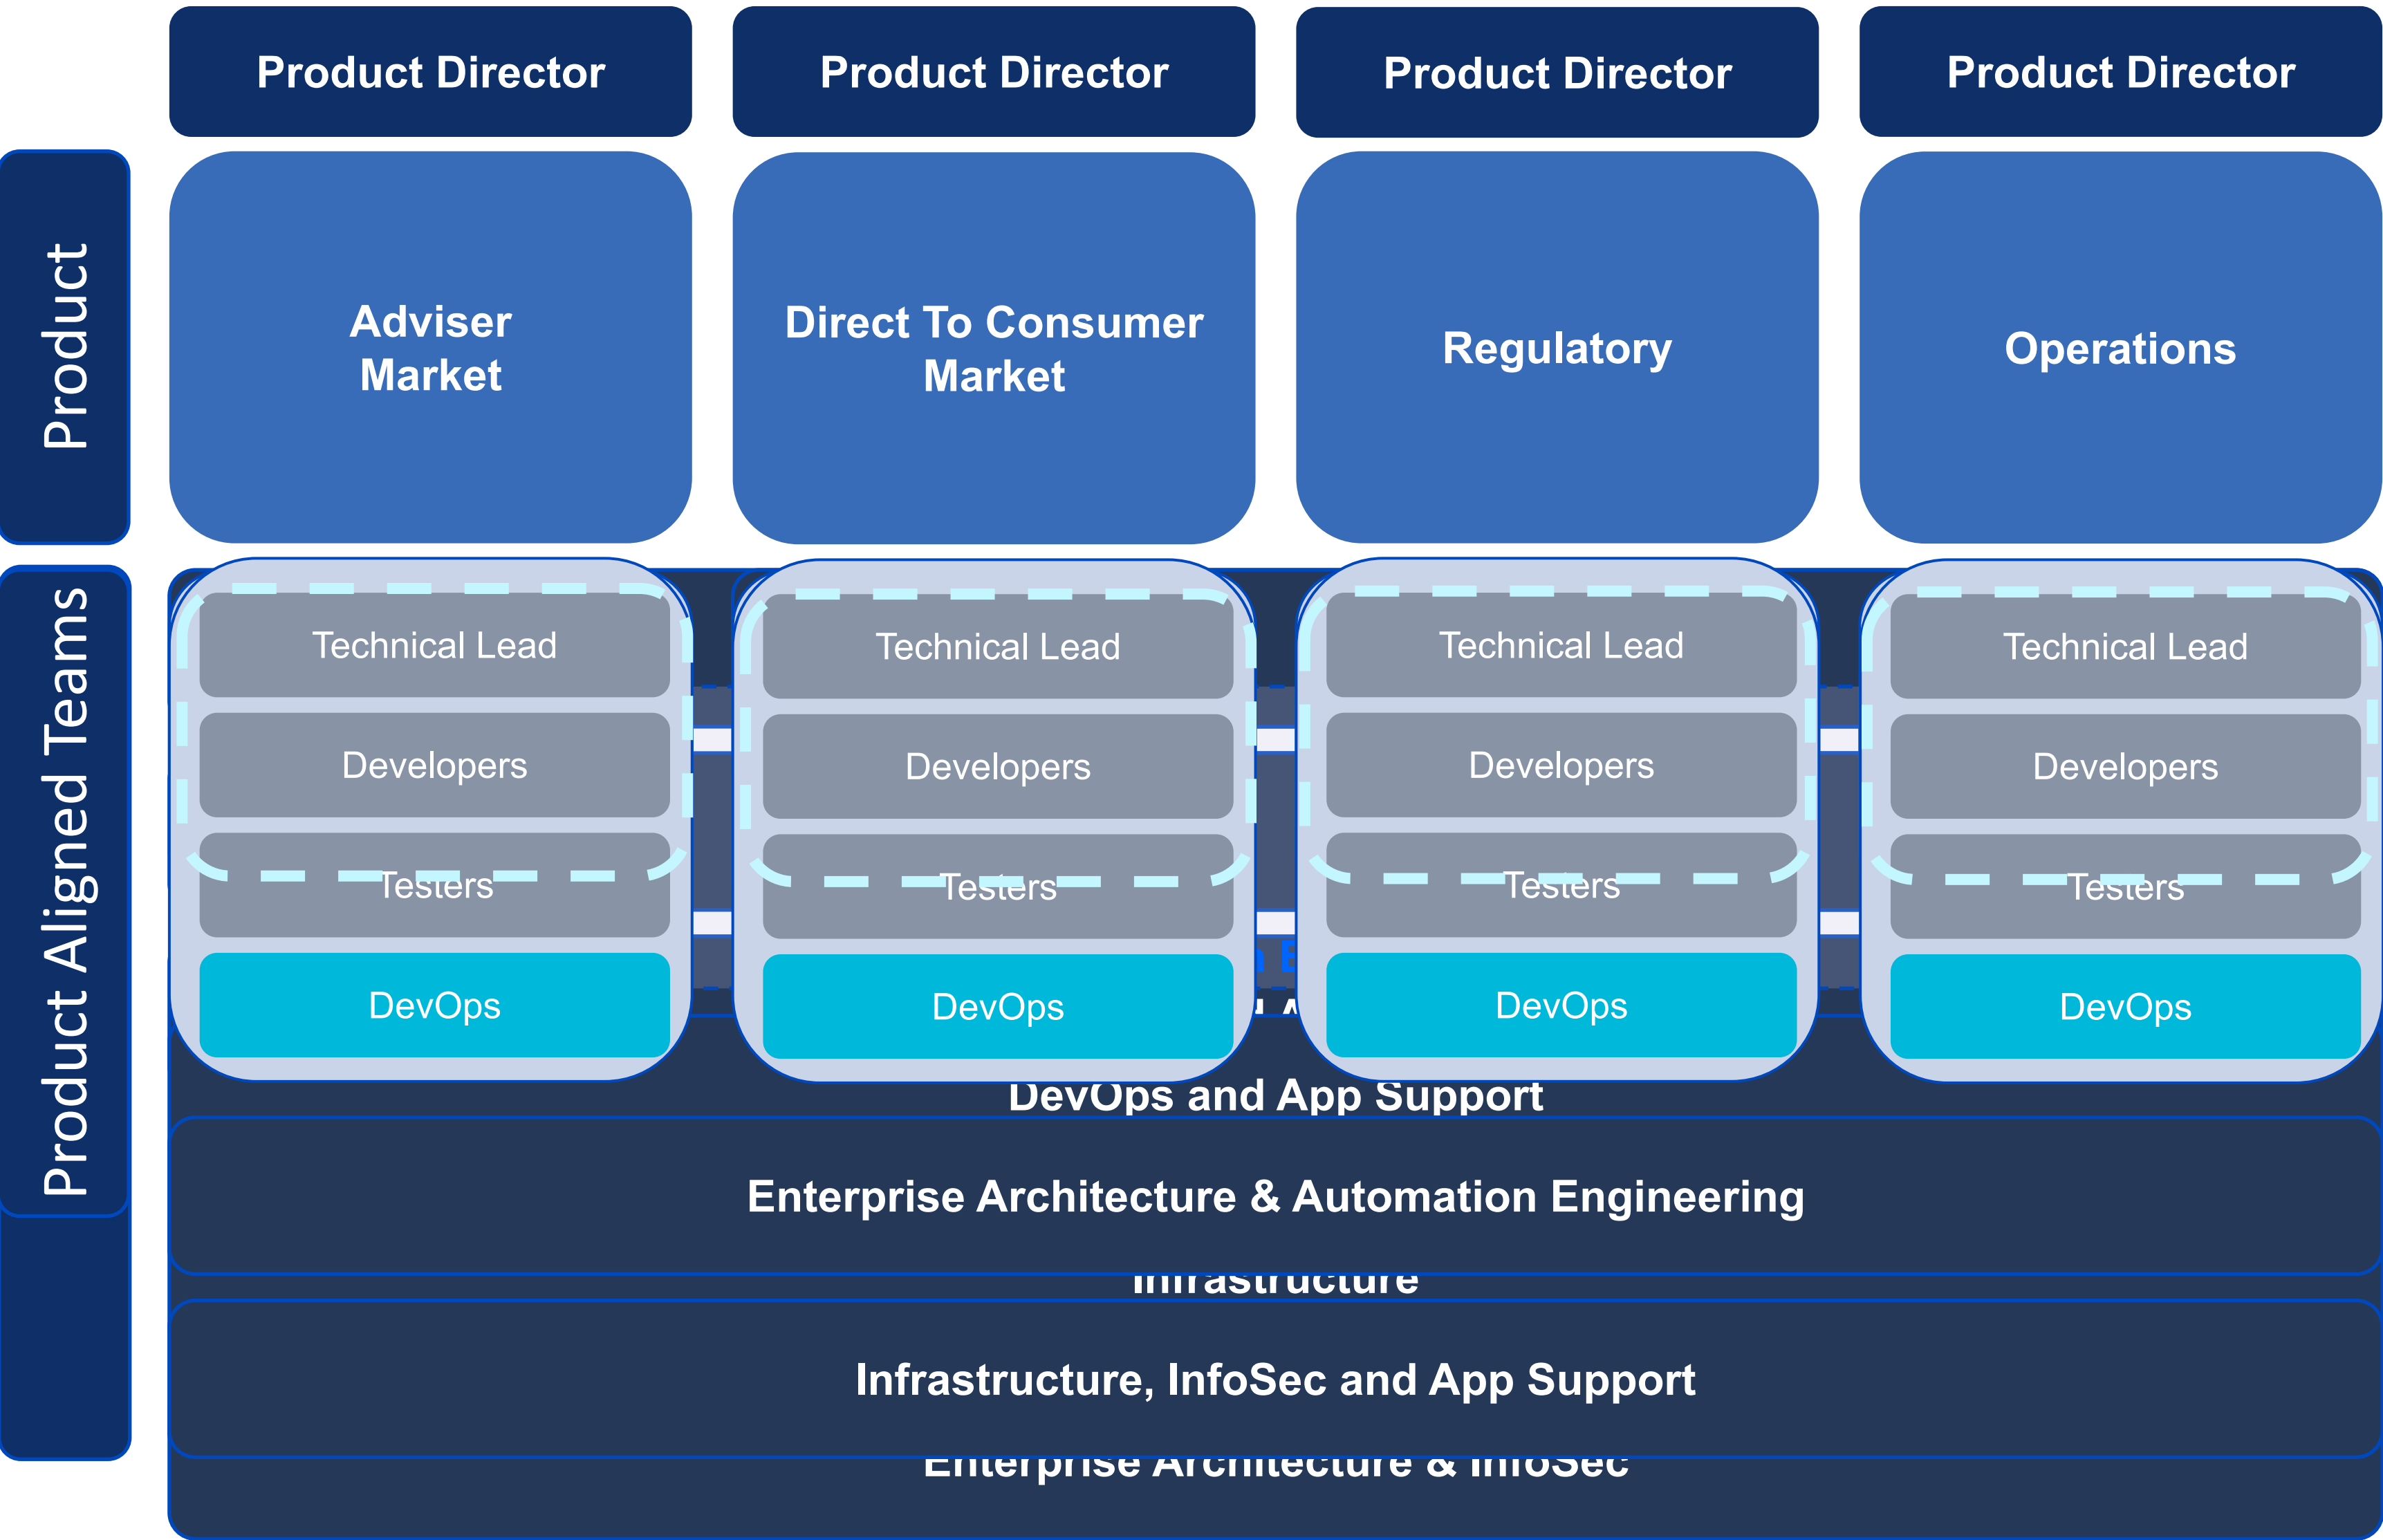 Product Director
Product Director
Product Director
Product Director
Product
Adviser
Market
Direct To Consumer
Market
Regulatory
Operations
Product Aligned Teams
Technical Lead
Technical Lead
Technical Lead
Technical Lead
Developers
Developers
Developers
Developers
Testers
Testers
Testers
Testers
DevOps
DevOps
DevOps
DevOps
DevOps and App Support
Enterprise Architecture & Automation Engineering
Infrastructure
Infrastructure, InfoSec and App Support
Enterprise Architecture & InfoSec